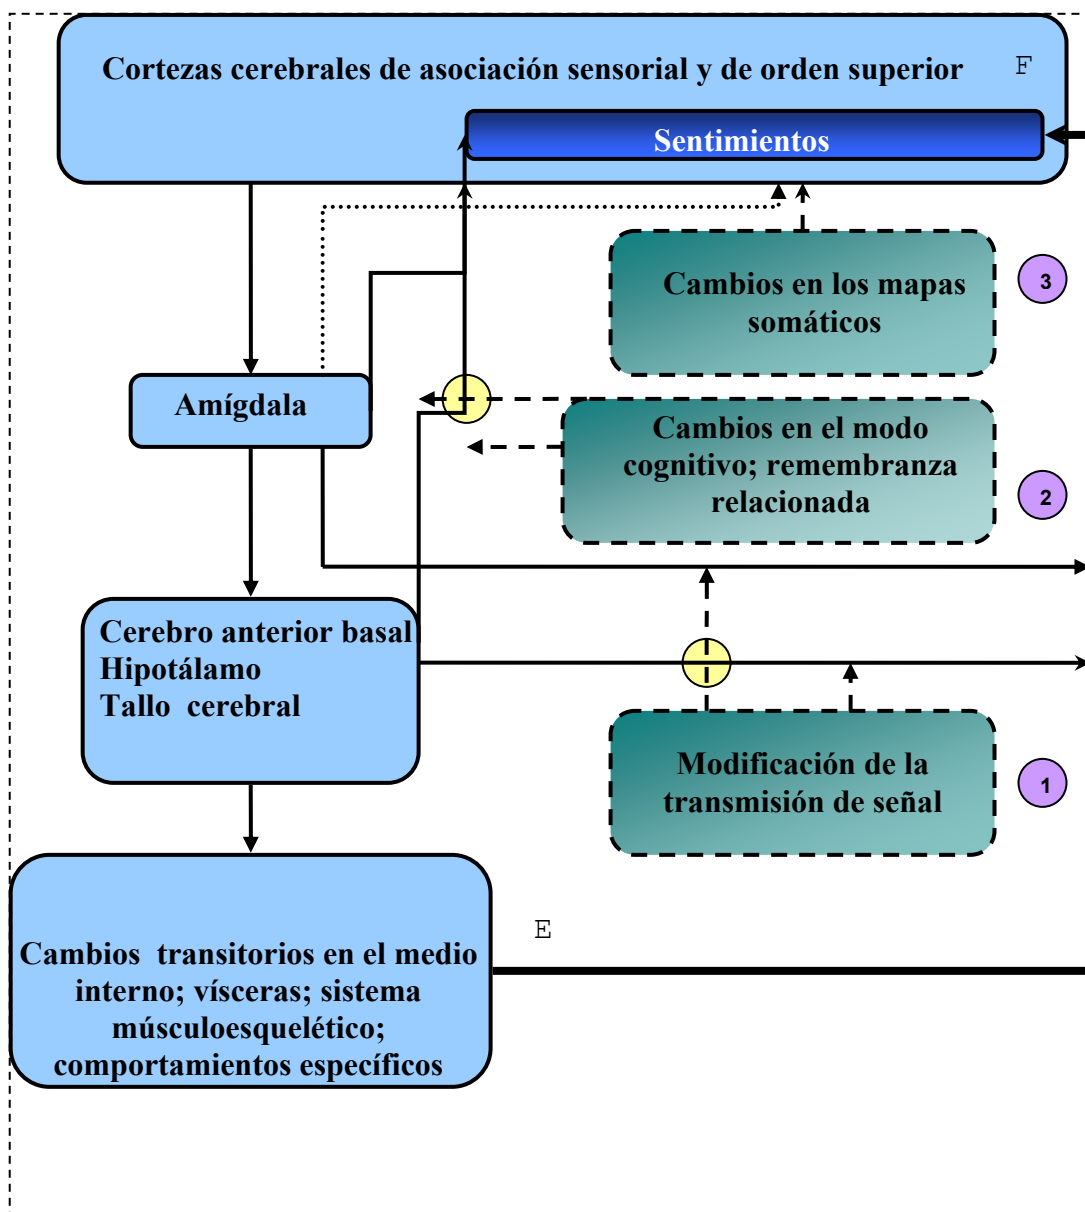 Cortezas cerebrales de asociación sensorial y de orden superior
F
Sentimientos
Cambios en los mapas
somáticos
3
Amígdala
Cambios en el modo
cognitivo; remembranza
relacionada
2
Cerebro anterior basal
Hipotálamo
Tallo cerebral
Modificación de la
transmisión de señal
1
E
Cambios transitorios en el medio
interno; vísceras; sistema
músculoesquelético;
comportamientos específicos